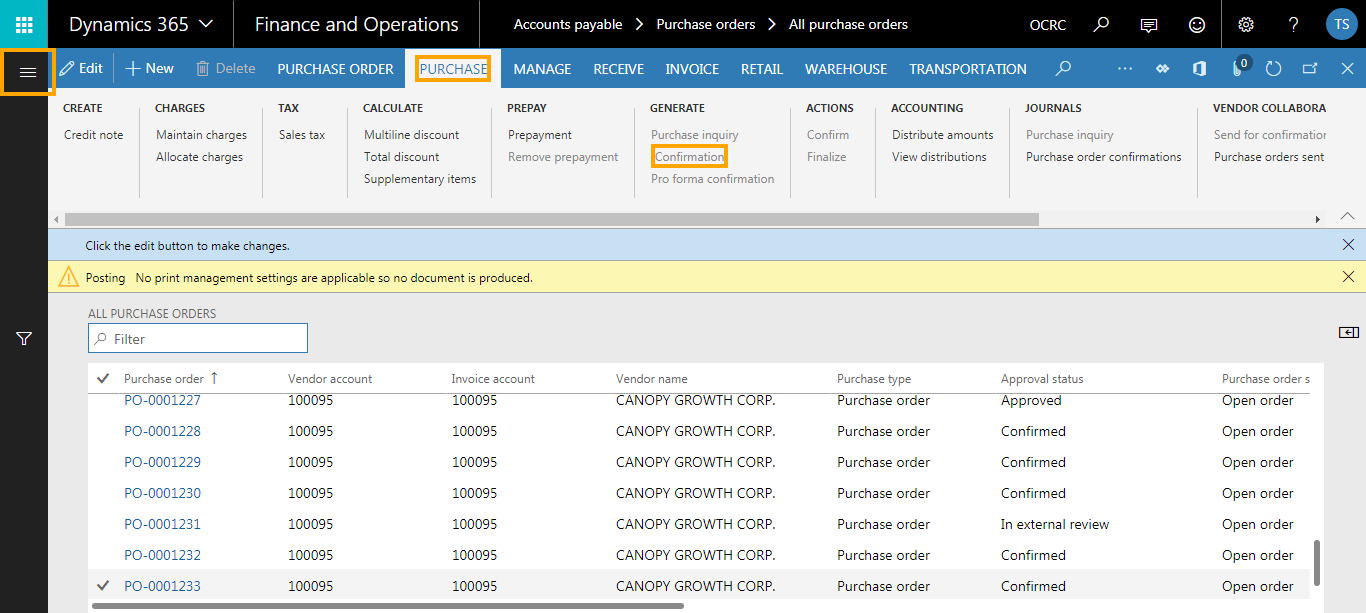 Dynamics 365 Finance and Operations Accounts payable Purchase orders All purchase orders OCRC ? TS
Edit New Delete PURCHASE ORDER PURCHASE MANAGE RECEIVE INVOICE RETAIL WAREHOUSE TRANSPORTATION ... 0
CREATE CHARGES TAX CALCULATE PREPAY GENERATE ACTIONS ACCOUNTING JOURNALS VENDOR COLLABORA
Credit note Maintain charges Sales tax Multiline discount Prepayment Purchase inquiry Confirm Distribute amounts Purchase inquiry Send for confirmation
Allocate charges Total discount Remove prepayment Confirmation Finalize View distributions Purchase order confirmations Purchase orders sent
Supplementary items Pro forma confirmation
Click the edit button to make changes.
Posting No print management settings are applicable so no document is produced.
ALL PURCHASE ORDERS
Filter
Purchase order Vendor account Invoice account Vendor name Purchase type Approval status Purchase order s
PO-0001227 100095 100095 CANOPY GROWTH CORP. Purchase order Approved Open order
PO-0001228 100095 100095 CANOPY GROWTH CORP. Purchase order Confirmed Open order
PO-0001229 100095 100095 CANOPY GROWTH CORP. Purchase order Confirmed Open order
PO-0001230 100095 100095 CANOPY GROWTH CORP. Purchase order Confirmed Open order
PO-0001231 100095 100095 CANOPY GROWTH CORP. Purchase order In external review Open order
PO-0001232 100095 100095 CANOPY GROWTH CORP. Purchase order Confirmed Open order
PO-0001233 100095 100095 CANOPY GROWTH CORP. Purchase order Confirmed Open order